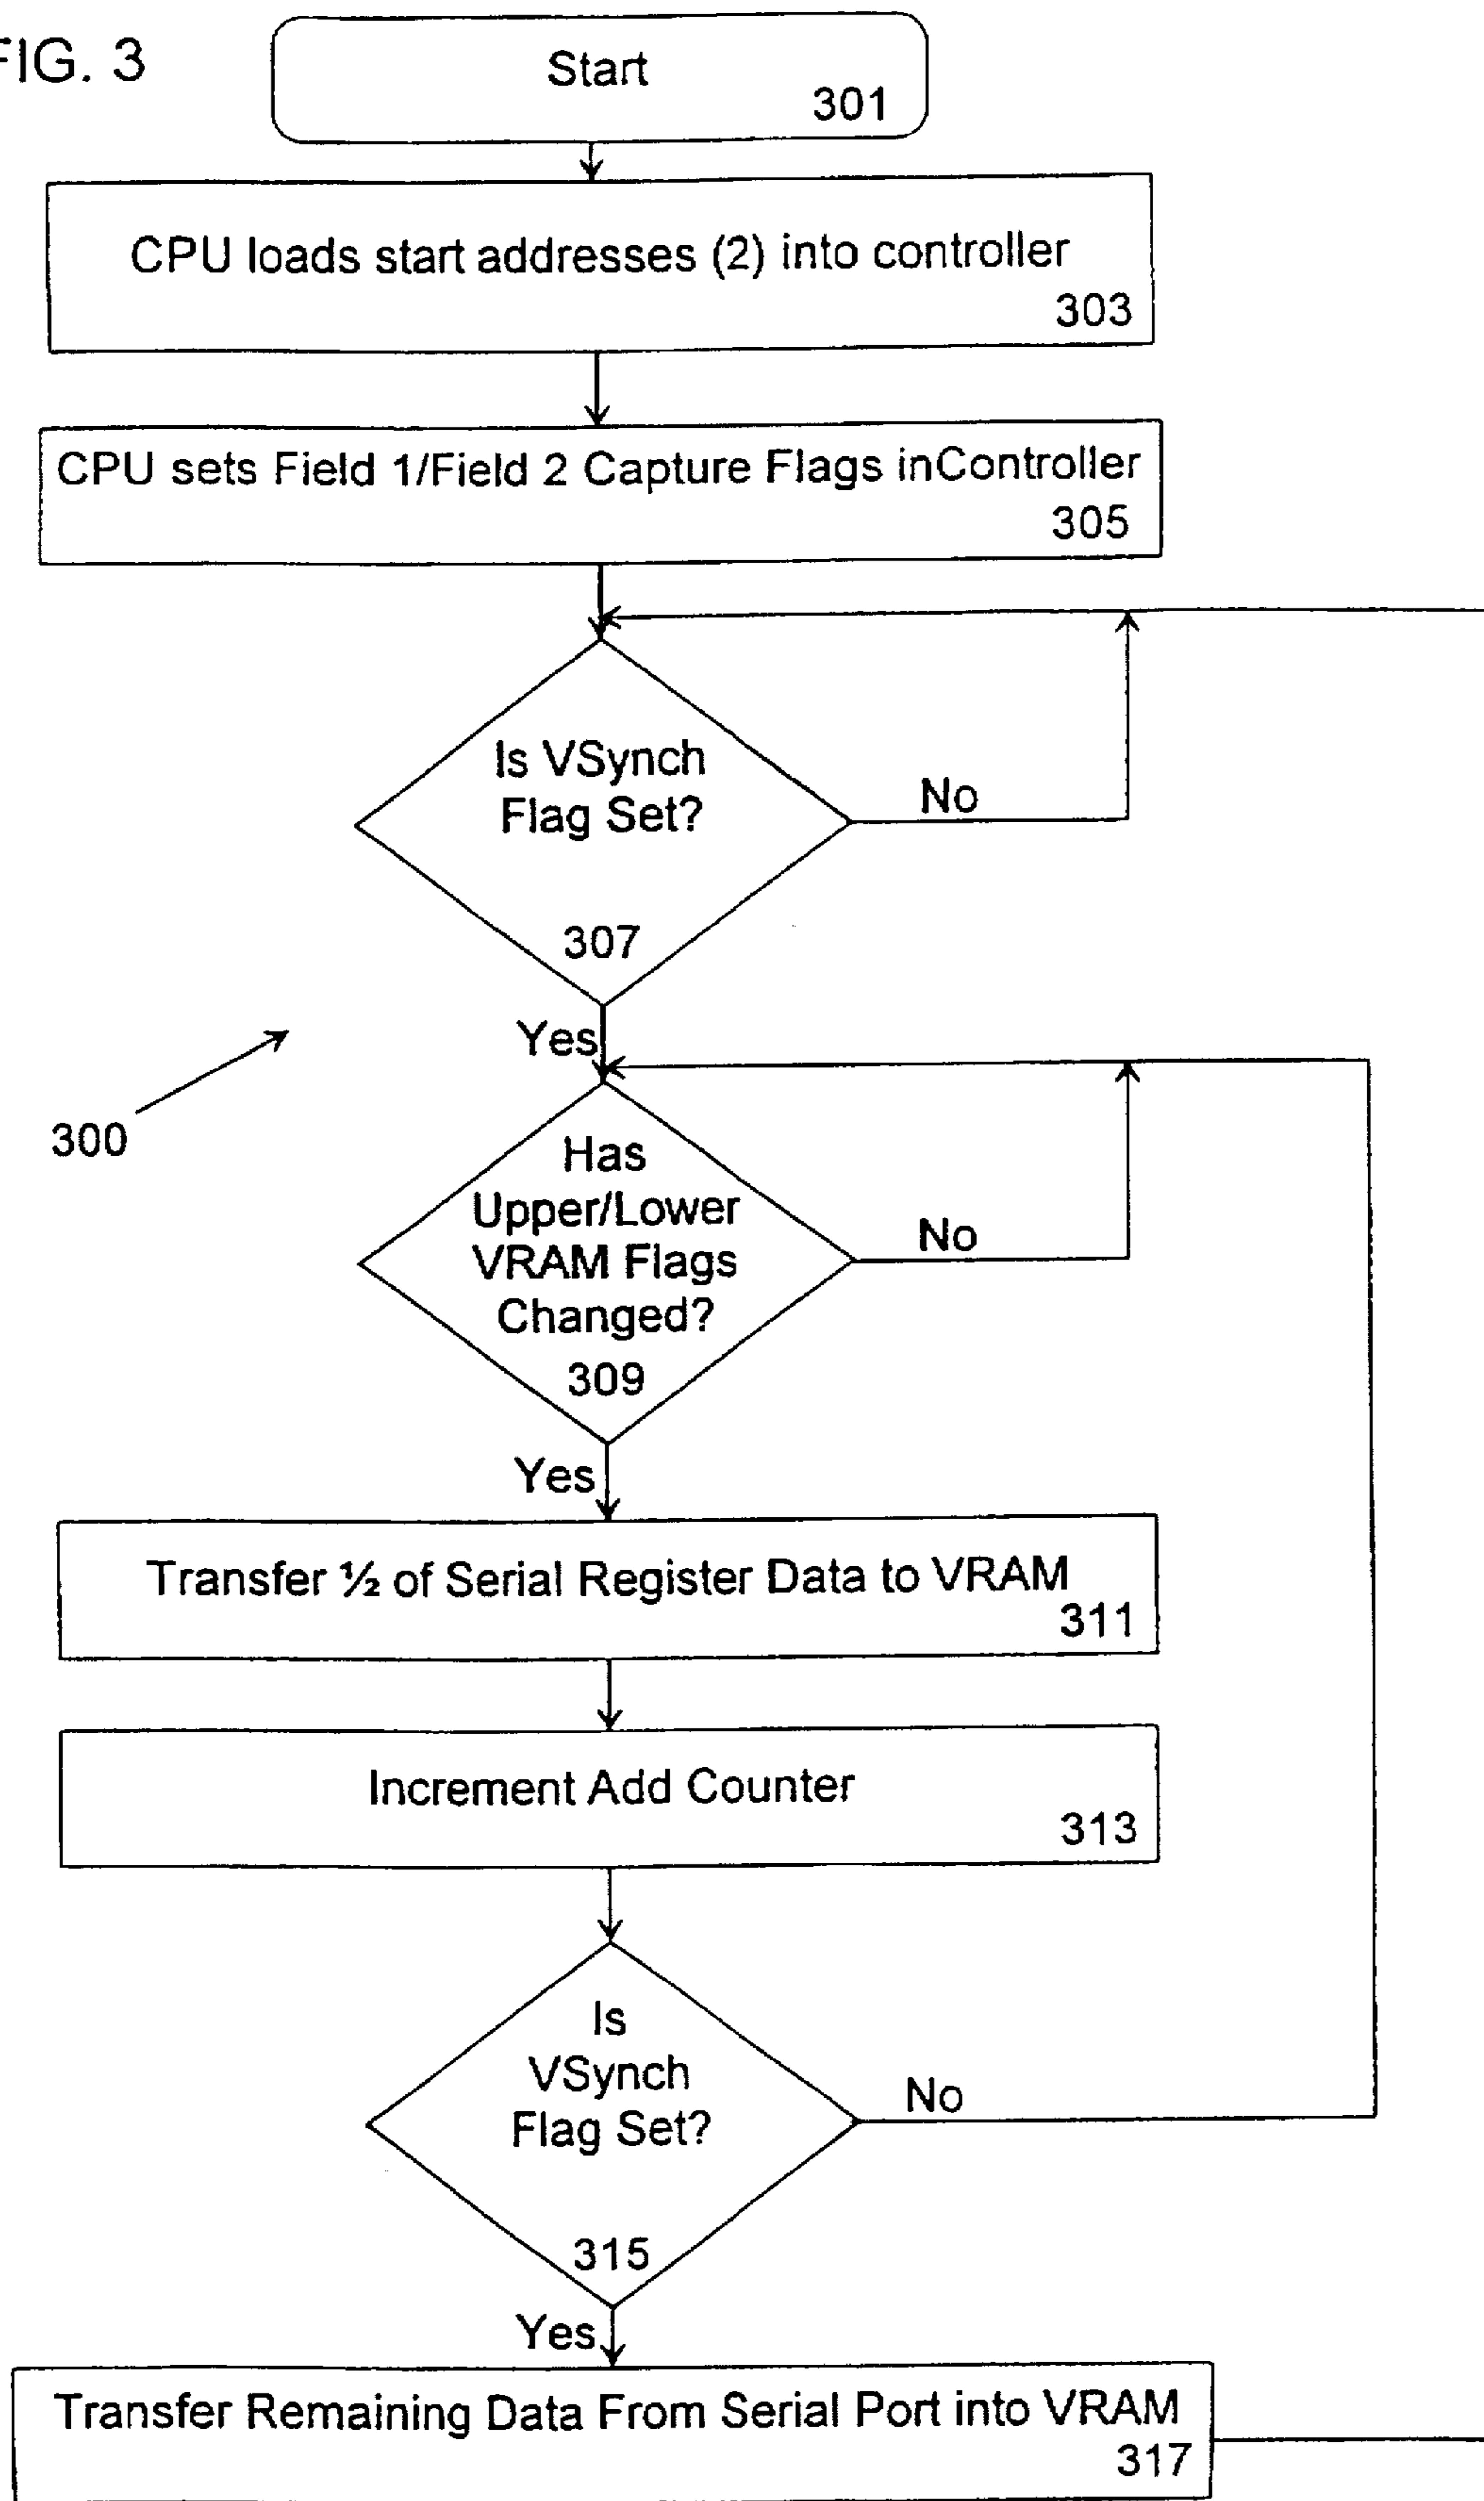 FIG. 3
Start
301
CPU loads start addresses (2) into controller
303
CPU sets Field 1/Field 2 Capture Flags inController
305
Is VSynch
Flag Set?
No
307
Yes
300
Has
Upper/Lower
VRAM Flags
Changed?
No
309
Yes
Transfer ½ of Serial Register Data to VRAM
311
Increment Add Counter
313
Is
VSynch
Flag Set?
No
315
Yes
Transfer Remaining Data From Serial Port into VRAM
317